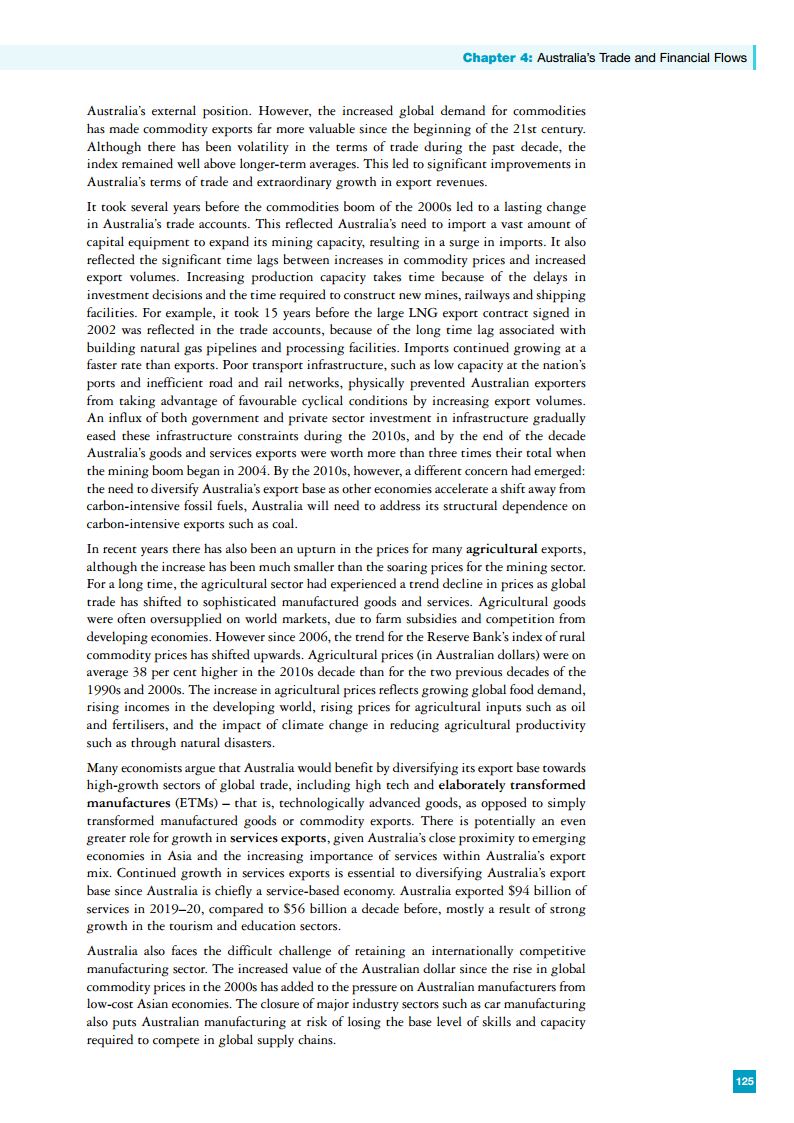 Chapter 4: Australia’s Trade and Financial Flows
Australia’s external position. However, the increased global demand for commodities
has made commodity exports far more valuable since the beginning of the 21st century.
Although there has been volatility in the terms of trade during the past decade, the
index remained well above longer-term averages. This led to significant improvements in
Australia’s terms of trade and extraordinary growth in export revenues.
It took several years before the commodities boom of the 2000s led to a lasting change
in Australia’s trade accounts. This reflected Australia’s need to import a vast amount of
capital equipment to expand its mining capacity, resulting in a surge in imports. It also
reflected the significant time lags between increases in commodity prices and increased
export volumes. Increasing production capacity takes time because of the delays in
investment decisions and the time required to construct new mines, railways and shipping
facilities. For example, it took 15 years before the large LNG export contract signed in
2002 was reflected in the trade accounts, because of the long time lag associated with
building natural gas pipelines and processing facilities. Imports continued growing at a
faster rate than exports. Poor transport infrastructure, such as low capacity at the nation’s
ports and inefficient road and rail networks, physically prevented Australian exporters
from taking advantage of favourable cyclical conditions by increasing export volumes.
An influx of both government and private sector investment in infrastructure gradually
eased these infrastructure constraints during the 2010s, and by the end of the decade
Australia’s goods and services exports were worth more than three times their total when
the mining boom began in 2004. By the 2010s, however, a different concern had emerged:
the need to diversify Australia’s export base as other economies accelerate a shift away from
carbon-intensive fossil fuels, Australia will need to address its structural dependence on
carbon-intensive exports such as coal.
In recent years there has also been an upturn in the prices for many agricultural exports,
although the increase has been much smaller than the soaring prices for the mining sector.
For a long time, the agricultural sector had experienced a trend decline in prices as global
trade has shifted to sophisticated manufactured goods and services. Agricultural goods
were often oversupplied on world markets, due to farm subsidies and competition from
developing economies. However since 2006, the trend for the Reserve Bank’s index of rural
commodity prices has shifted upwards. Agricultural prices (in Australian dollars) were on
average 38 per cent higher in the 2010s decade than for the two previous decades of the
1990s and 2000s. The increase in agricultural prices reflects growing global food demand,
rising incomes in the developing world, rising prices for agricultural inputs such as oil
and fertilisers, and the impact of climate change in reducing agricultural productivity
such as through natural disasters.
Many economists argue that Australia would benefit by diversifying its export base towards
high-growth sectors of global trade, including high tech and elaborately transformed
manufactures (ETMs) – that is, technologically advanced goods, as opposed to simply
transformed manufactured goods or commodity exports. There is potentially an even
greater role for growth in services exports, given Australia’s close proximity to emerging
economies in Asia and the increasing importance of services within Australia’s export
mix. Continued growth in services exports is essential to diversifying Australia’s export
base since Australia is chiefly a service-based economy. Australia exported $94 billion of
services in 2019–20, compared to $56 billion a decade before, mostly a result of strong
growth in the tourism and education sectors.
Australia also faces the difficult challenge of retaining an internationally competitive
manufacturing sector. The increased value of the Australian dollar since the rise in global
commodity prices in the 2000s has added to the pressure on Australian manufacturers from
low-cost Asian economies. The closure of major industry sectors such as car manufacturing
also puts Australian manufacturing at risk of losing the base level of skills and capacity
required to compete in global supply chains.
125